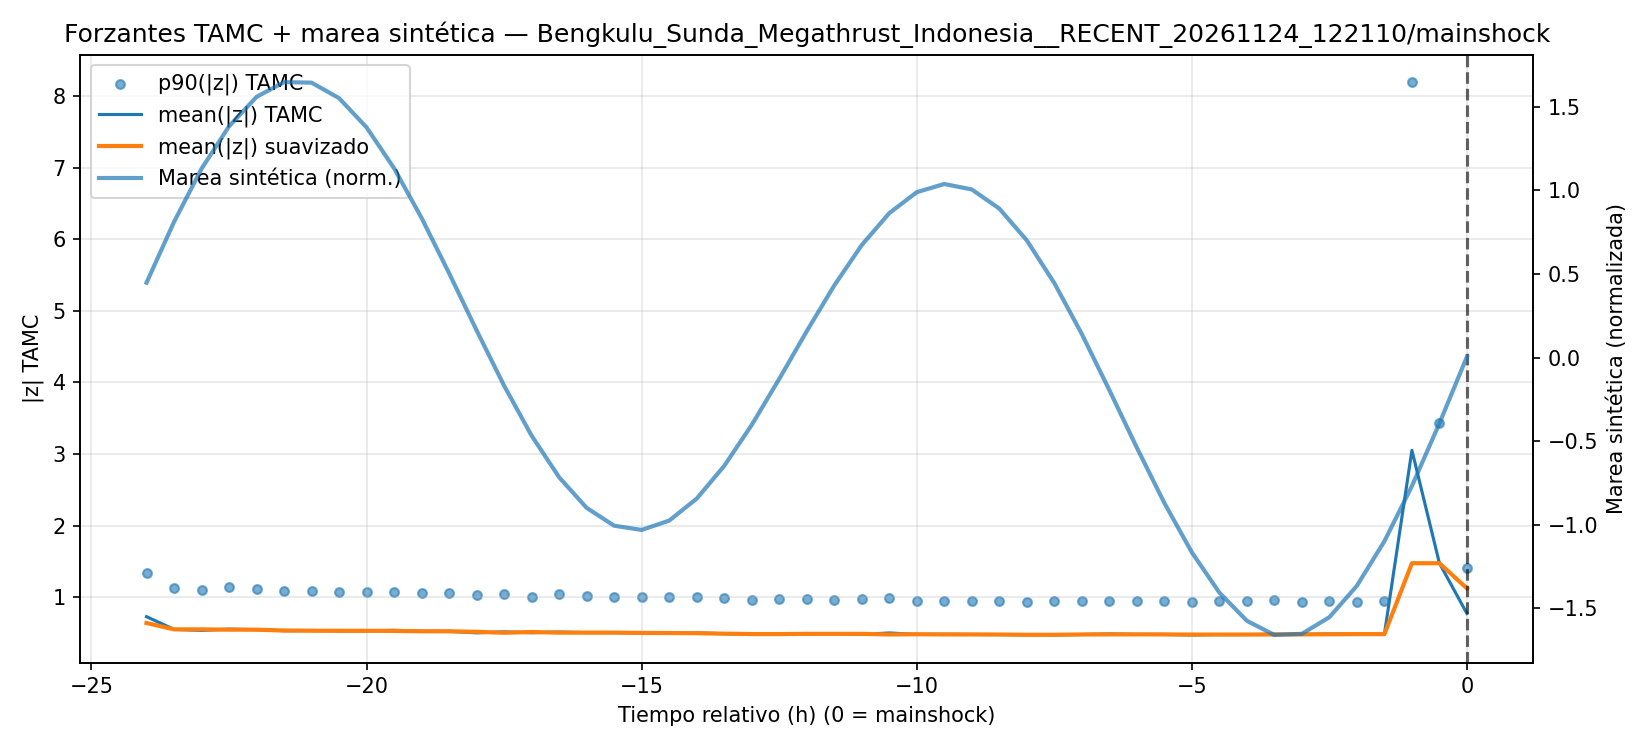 Forzantes TAMC + marea sintética — Bengkulu_Sunda_Megathrust_Indonesia__RECENT_20261124_122110/mainshock
p90(|z|) TAMC
mean(|z|) TAMC
mean(|z|) suavizado
Marea sintética (norm.)
|z| TAMC
8
7
6
5
4
3
2
1
1.5
1.0
0.5
0.0
−0.5
−1.0
−1.5
Marea sintética (normalizada)
−25
−20
−15
−10
−5
0
Tiempo relativo (h) (0 = mainshock)